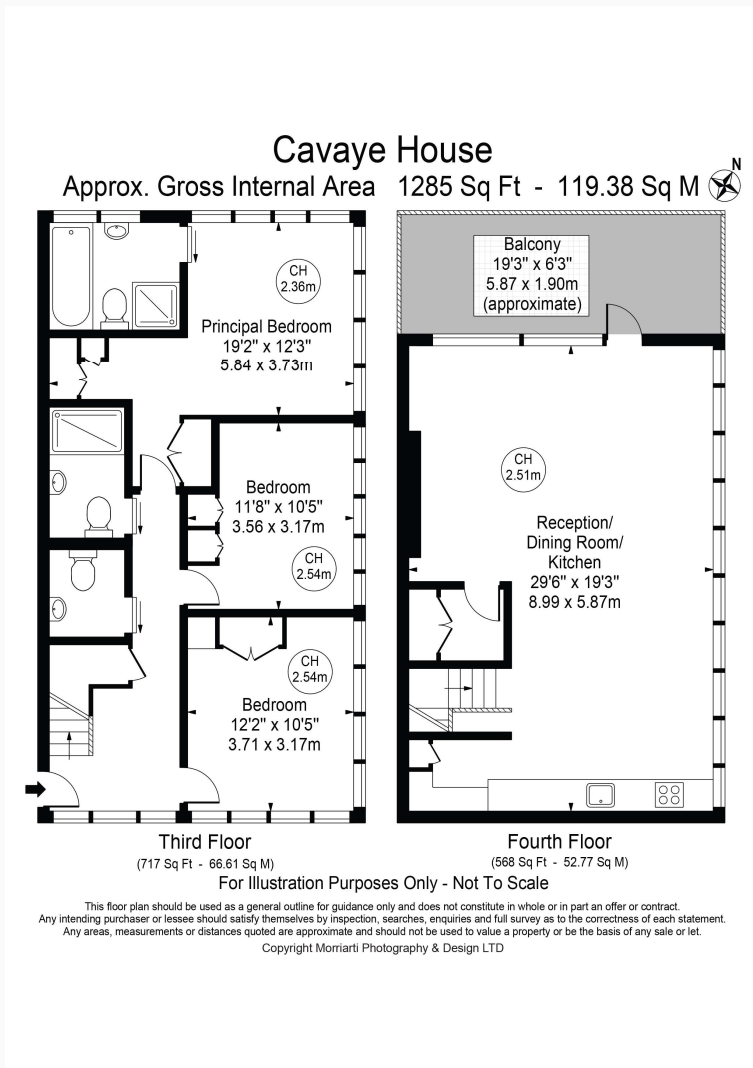 Cavaye House
Approx. Gross Internal Area 1285 Sq Ft - 119.38 Sq M
N
CH
2.36m
Principal Bedroom
19'2" x 12'3"
5.84 x 3.73m
Bedroom
11'8" x 10'5"
3.56 x 3.17m
CH
2.54m
CH
2.54m
Bedroom
12'2" x 10'5"
3.71 x 3.17m
Third Floor
(717 Sq Ft - 66.61 Sq M)
Balcony
19'3" x 6'3"
5.87 x 1.90m
(approximate)
CH
2.51m
Reception/
Dining Room/
Kitchen
29'6" x 19'3"
8.99 x 5.87m
Fourth Floor
(568 Sq Ft - 52.77 Sq M)
For Illustration Purposes Only - Not To Scale
This floor plan should be used as a general outline for guidance only and does not constitute in whole or in part an offer or contract.
Any intending purchaser or lessee should satisfy themselves by inspection, searches, enquiries and full survey as to the correctness of each statement.
Any areas, measurements or distances quoted are approximate and should not be used to value a property or be the basis of any sale or let.
Copyright Morriarti Photography & Design LTD